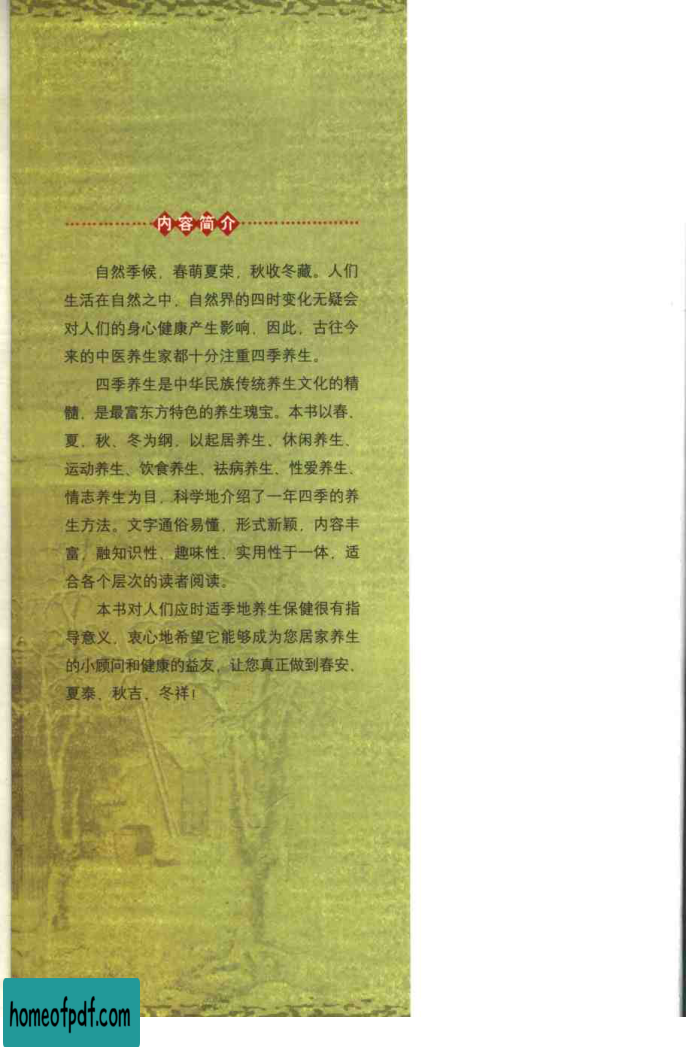 内容简介
自然季候，春萌夏荣，秋收冬藏。人们
生活在自然之中，自然界的四时变化无疑会
对人们的身心健康产生影响，因此，古往今
来的中医养生家都十分注重四季养生。
四季养生是中华民族传统养生文化的精
髓，是最富东方特色的养生瑰宝。本书以春、
夏、秋、冬为纲，以起居养生、休闲养生、
运动养生、饮食养生、祛病养生、性爱养生、
情志养生为目，科学地介绍了一年四季的养
生方法。文字通俗易懂，形式新颖，内容丰
富，融知识性、趣味性、实用性于一体，适
合各个层次的读者阅读。
本书对人们应时适季地养生保健很有指
导意义，衷心地希望它能够成为您居家养生
的小顾问和健康的益友，让您真正做到春安、
夏泰、秋吉、冬祥！
homeofpdf.com